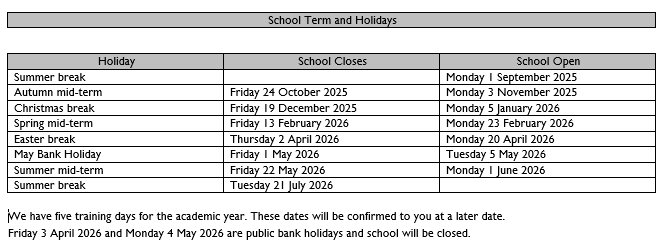 School Term and Holidays
Holiday School Closes School Open
Summer break Monday 1 September 2025
Autumn mid-term Friday 24 October 2025 Monday 3 November 2025
Christmas break Friday 19 December 2025 Monday 5 January 2026
Spring mid-term Friday 13 February 2026 Monday 23 February 2026
Easter break Thursday 2 April 2026 Monday 20 April 2026
May Bank Holiday Friday 1 May 2026 Tuesday 5 May 2026
Summer mid-term Friday 22 May 2026 Monday 1 June 2026
Summer break Tuesday 21 July 2026
We have five training days for the academic year. These dates will be confirmed to you at a later date.
Friday 3 April 2026 and Monday 4 May 2026 are public bank holidays and school will be closed.